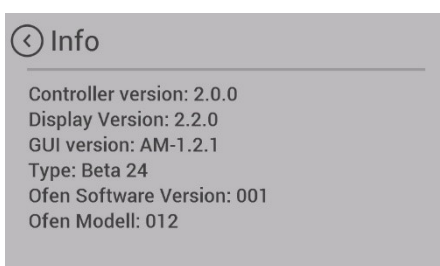 Info
Controller version: 2.0.0
Display Version: 2.2.0
GUI version: AM-1.2.1
Type: Beta 24
Ofen Software Version: 001
Ofen Modell: 012